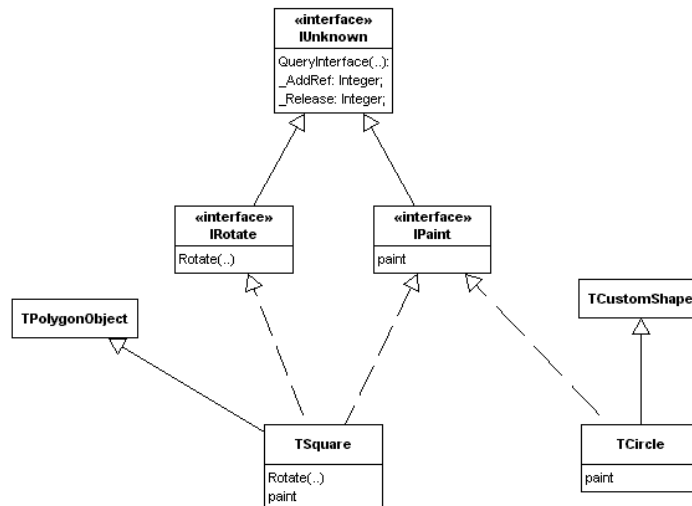 «interface»
IUnknown
QueryInterface(..):
_AddRef: Integer;
_Release: Integer;
«interface»
IRotate
Rotate(..)
«interface»
IPaint
paint
TPolygonObject
TCustomShape
TSquare
Rotate(..)
paint
TCircle
paint